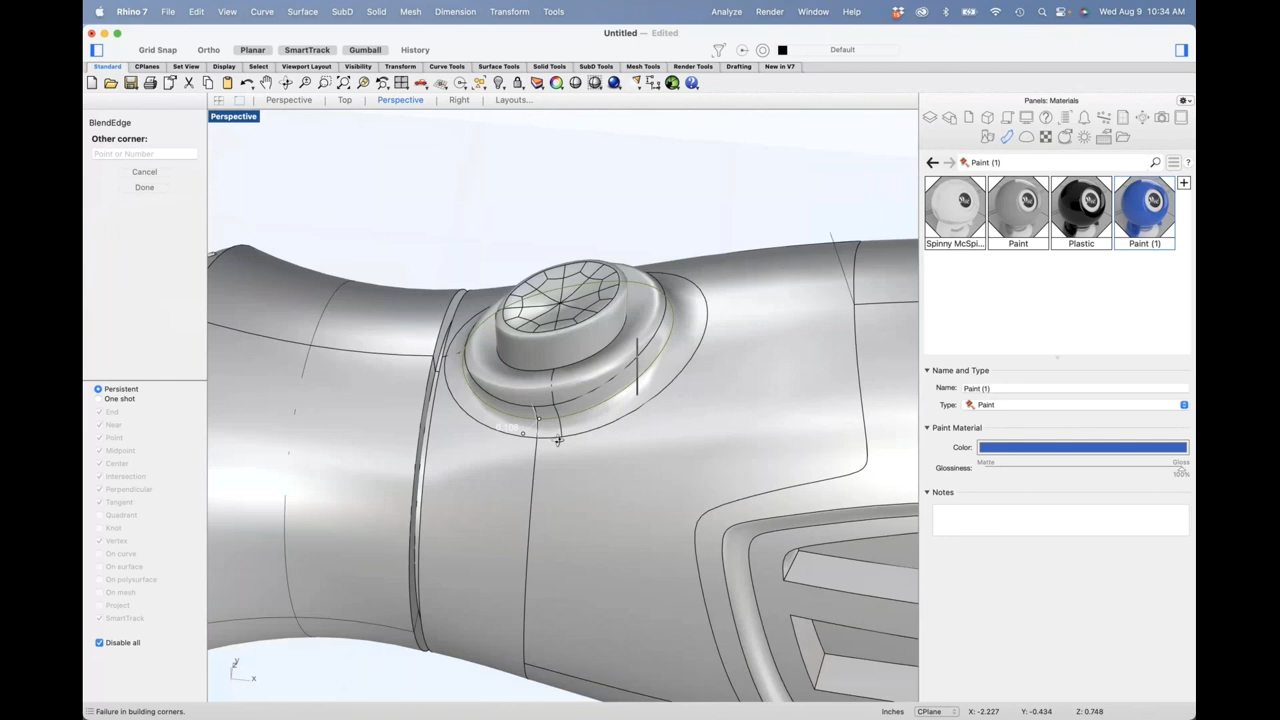 Rhino 7 File Edit View Curve Surface SubD Solid Mesh Dimension Transform Tools Analyze Render Window Help Wed Aug 9 10:34 AM
Untitled — Edited
Grid Snap Ortho Planar SmartTrack Gumball History Default
Standard CPlanes Set View Display Select Viewport Layout Visibility Transform Curve Tools Surface Tools Solid Tools SubD Tools Mesh Tools Render Tools Drafting New in V7
Perspective Top Perspective Right Layouts...
Panels: Materials
Perspective
BlendEdge
Other corner:
Point or Number
Cancel
Done
Paint (1)
Spinny McSpi... Paint Plastic Paint (1)
Name and Type
Name: Paint (1)
Type: Paint
Paint Material
Color:
Matte Gloss
Glossiness:
100%
Notes
Persistent
One shot
End
Near
Point
Midpoint
Center
Intersection
Perpendicular
Tangent
Quadrant
Knot
Vertex
On curve
On surface
On polysurface
On mesh
Project
SmartTrack
Disable all
0.100
y
x
Failure in building corners. Inches CPlane X: -2.227 Y: -0.434 Z: 0.748